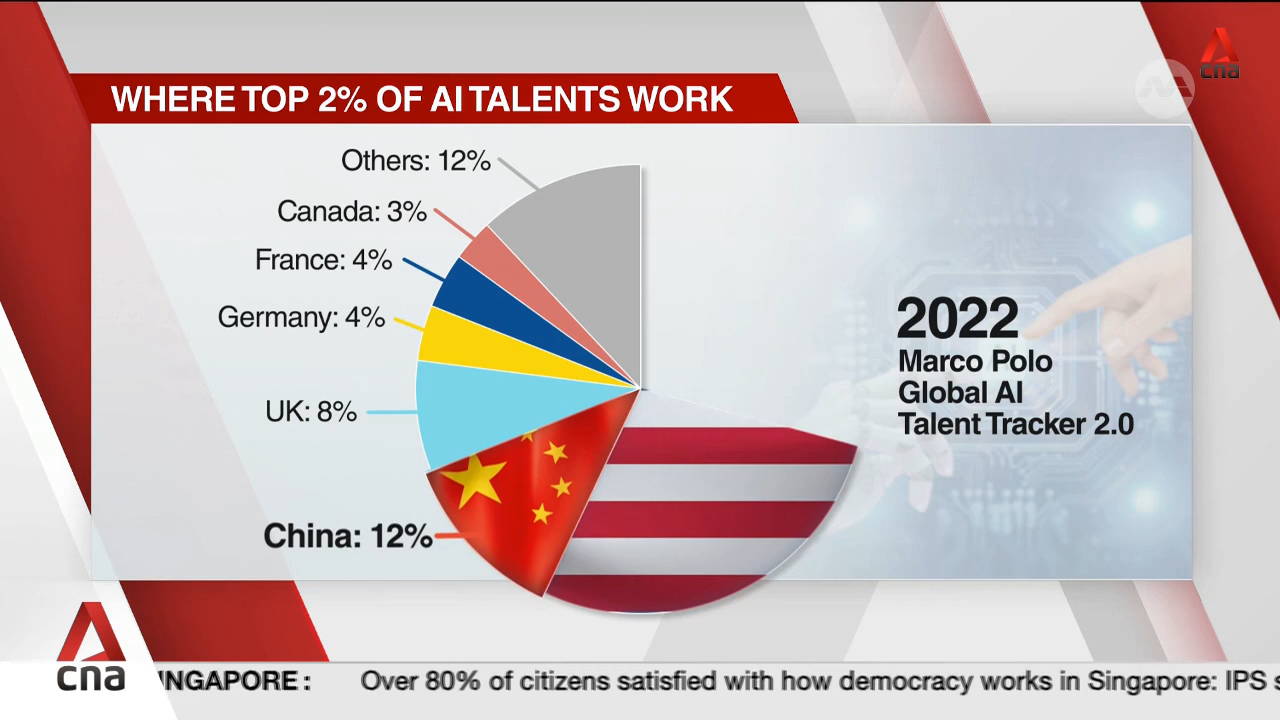 cna
WHERE TOP 2% OF AI TALENTS WORK
Others: 12%
Canada: 3%
France: 4%
Germany: 4%
UK: 8%
China: 12%
2022
Marco Polo
Global AI
Talent Tracker 2.0
cna
INGAPORE: Over 80% of citizens satisfied with how democracy works in Singapore: IPS s